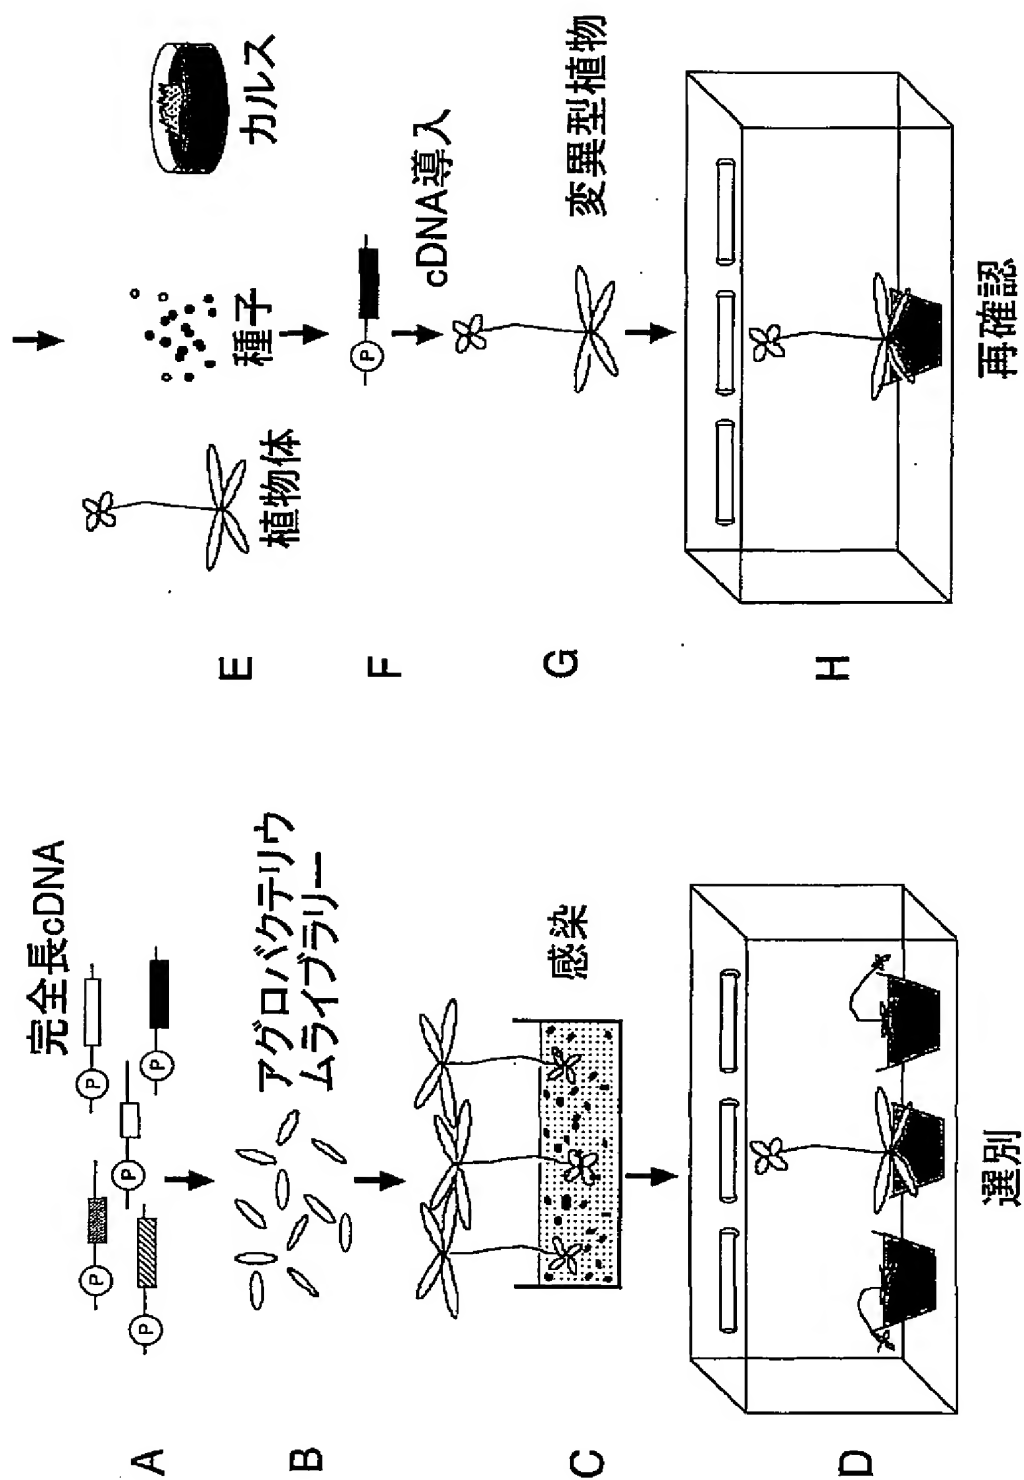 A
完全長cDNA
P
P
P
P
P
B
アグロバクテリウ
ムライブラリー
C
感染
D
選別
E
植物体
種子
カルス
F
P
cDNA導入
G
変異型植物
H
再確認